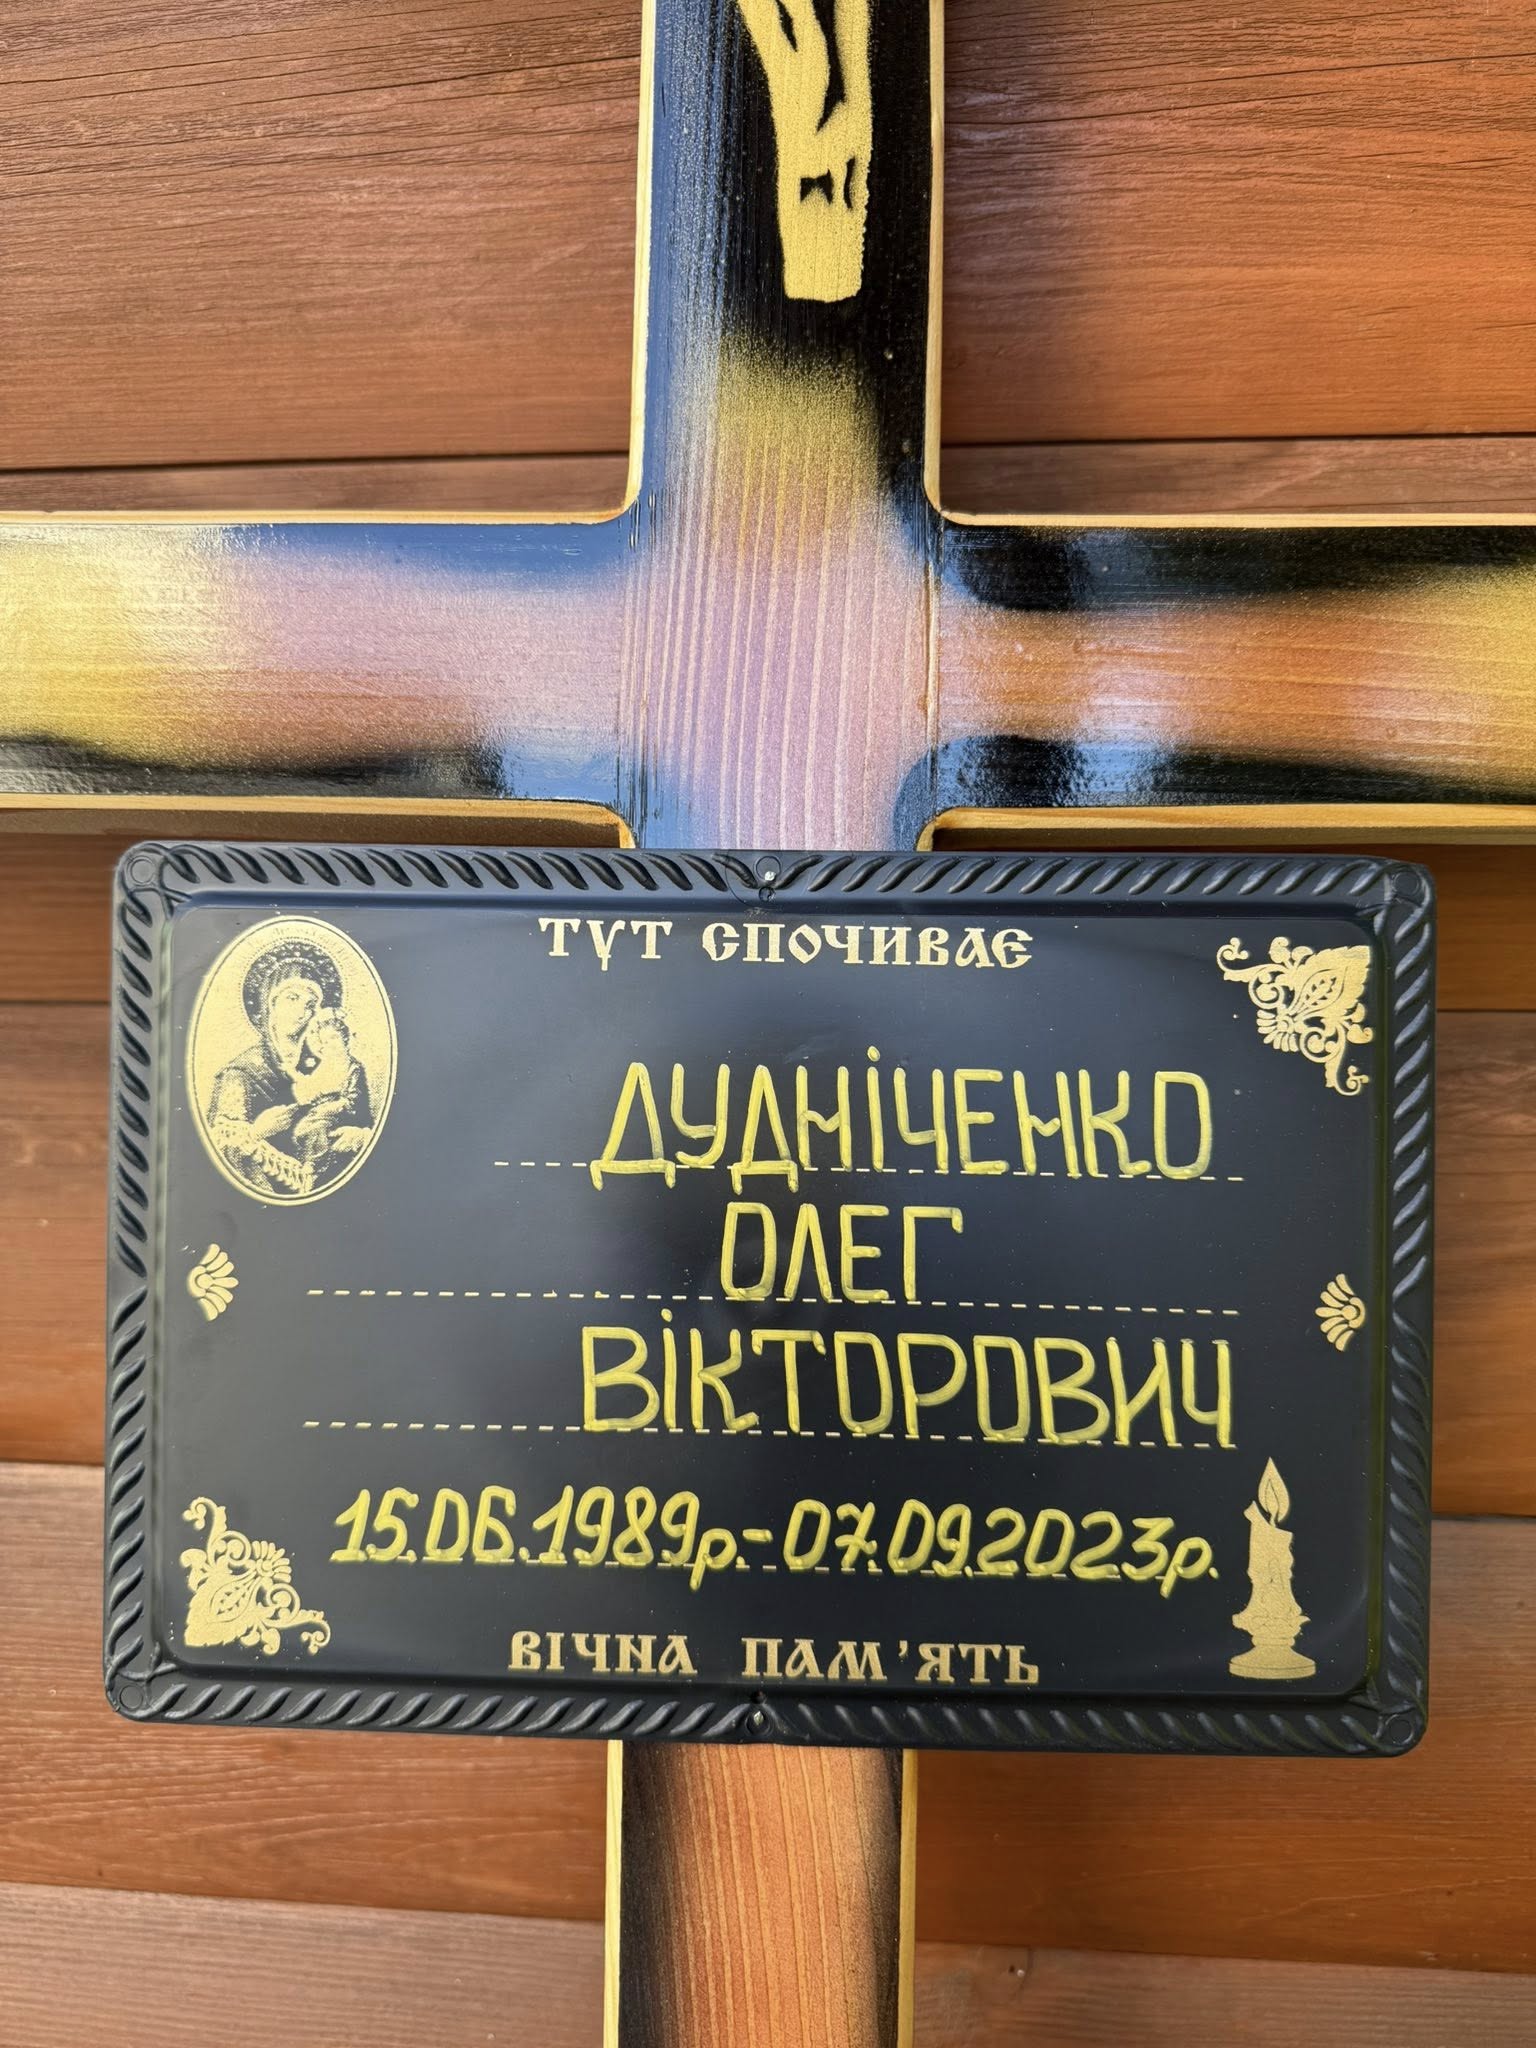 ТУТ СПОЧИВАЄ
ДУДНІЧЕНКО
ОЛЕГ
ВІКТОРОВИЧ
15.06.1989р.-07.09.2023р.
ВІЧНА ПАМ'ЯТЬ